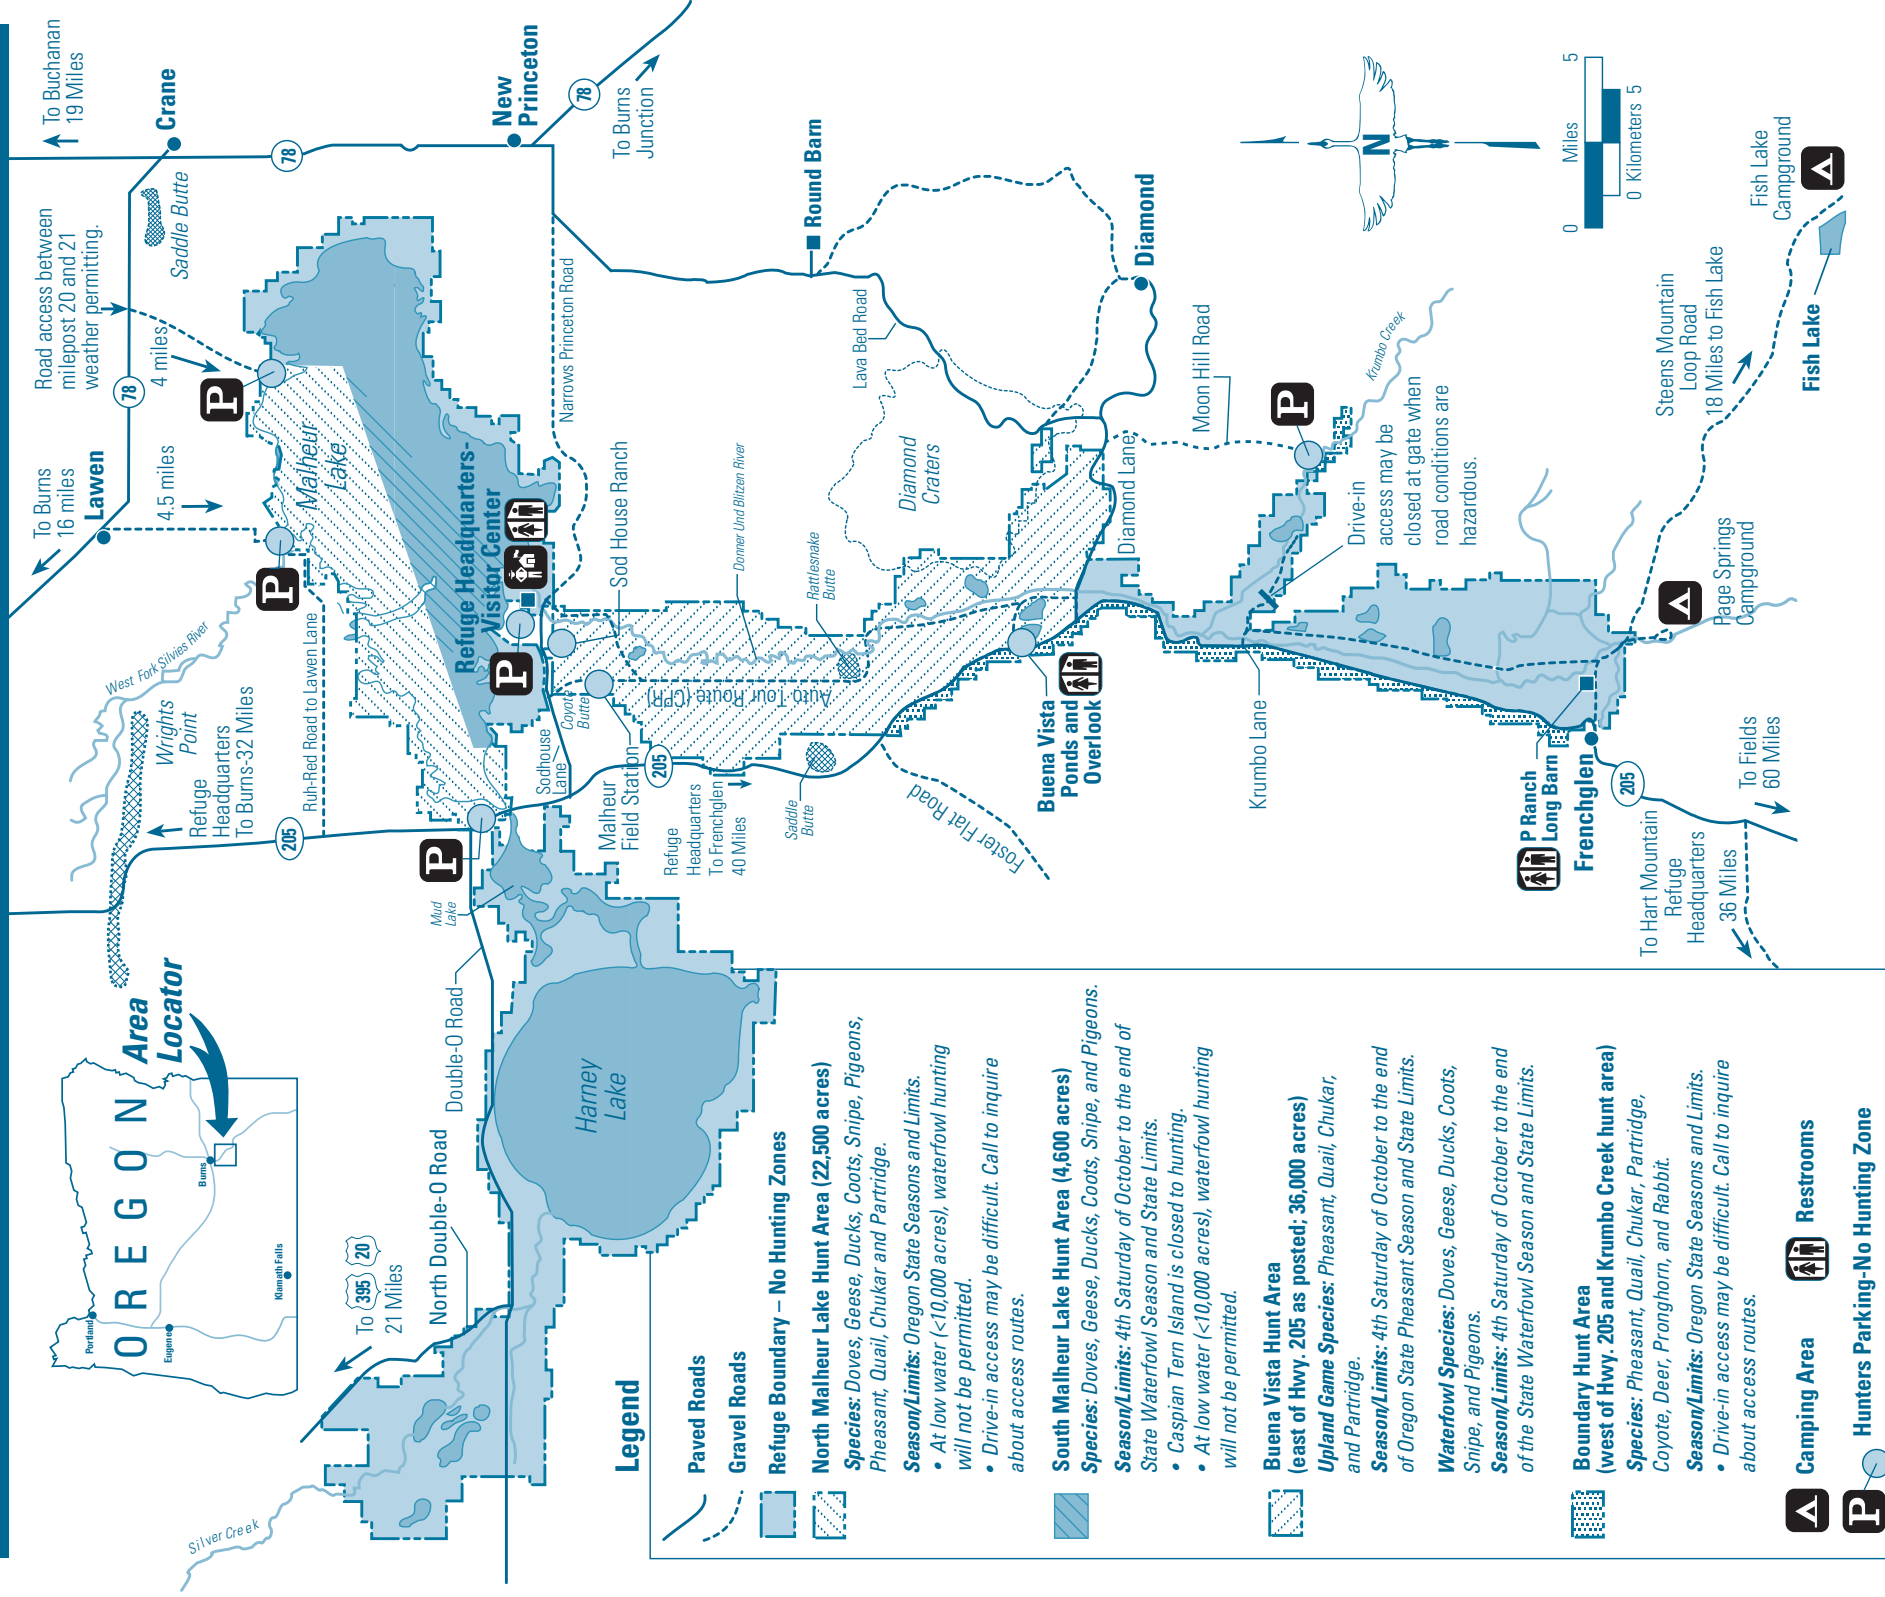 To Buchanan
19 Miles
Crane
78
New
Princeton
78
To Burns
Junction
Saddle Butte
Road access between
milepost 20 and 21
weather permitting.
4 miles
78
To Burns
16 miles
Lawen
4.5 miles
P
P
Malheur
Lake
West Fork Silvies River
Ruh-Red Road to Lawen Lane
Wrights
Point
Refuge
Headquarters
To Burns-32 Miles
205
Refuge Headquarters-
Visitor Center
P
Narrows Princeton Road
Sod House Ranch
Donner Und Blitzen River
Rattlesnake
Butte
Auto Tour Route (CPR)
Coyote
Butte
Sodhouse
Lane
Malheur
Field Station
205
Refuge
Headquarters
To Frenchglen
40 Miles
Saddle
Butte
Foster Flat Road
P
Mud
Lake
Double-O Road
Harney
Lake
North Double-O Road
To 395 20
21 Miles
Silver Creek
Round Barn
Lava Bed Road
Diamond
Craters
Diamond
Diamond Lane
Moon Hill Road
P
Krumbo Creek
Drive-in
access may be
closed at gate when
road conditions are
hazardous.
Buena Vista
Ponds and
Overlook
Krumbo Lane
P Ranch
Long Barn
Frenchglen
205
To Fields
60 Miles
To Hart Mountain
Refuge
Headquarters
36 Miles
Page Springs
Campground
Steens Mountain
Loop Road
18 Miles to Fish Lake
Fish Lake
Fish Lake
Campground
N
0 Miles 5
0 Kilometers 5
Area
Locator
OREGON
Portland
Eugene
Burns
Klamath Falls
Legend
Paved Roads
Gravel Roads
Refuge Boundary – No Hunting Zones
North Malheur Lake Hunt Area (22,500 acres)
Species: Doves, Geese, Ducks, Coots, Snipe, Pigeons,
Pheasant, Quail, Chukar and Partridge.
Season/Limits: Oregon State Seasons and Limits.
• At low water (<10,000 acres), waterfowl hunting
will not be permitted.
• Drive-in access may be difficult. Call to inquire
about access routes.
South Malheur Lake Hunt Area (4,600 acres)
Species: Doves, Geese, Ducks, Coots, Snipe, and Pigeons.
Season/Limits: 4th Saturday of October to the end of
State Waterfowl Season and State Limits.
• Caspian Tern Island is closed to hunting.
• At low water (<10,000 acres), waterfowl hunting
will not be permitted.
Buena Vista Hunt Area
(east of Hwy. 205 as posted; 36,000 acres)
Upland Game Species: Pheasant, Quail, Chukar,
and Partridge.
Season/Limits: 4th Saturday of October to the end
of Oregon State Pheasant Season and State Limits.
Waterfowl Species: Doves, Geese, Ducks, Coots,
Snipe, and Pigeons.
Season/Limits: 4th Saturday of October to the end
of the State Waterfowl Season and State Limits.
Boundary Hunt Area
(west of Hwy. 205 and Krumbo Creek hunt area)
Species: Pheasant, Quail, Chukar, Partridge,
Coyote, Deer, Pronghorn, and Rabbit.
Season/Limits: Oregon State Seasons and Limits.
• Drive-in access may be difficult. Call to inquire
about access routes.
Camping Area
Restrooms
P
Hunters Parking-No Hunting Zone